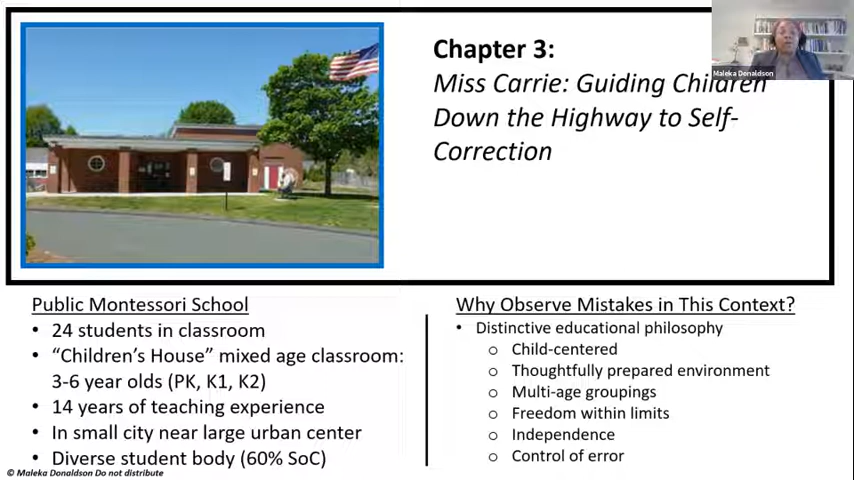 Chapter 3:
Miss Carrie: Guiding Children
Down the Highway to Self-
Correction
Maleka Donaldson
Public Montessori School
• 24 students in classroom
• “Children’s House” mixed age classroom:
3-6 year olds (PK, K1, K2)
• 14 years of teaching experience
• In small city near large urban center
• Diverse student body (60% SoC)
Why Observe Mistakes in This Context?
• Distinctive educational philosophy
o Child-centered
o Thoughtfully prepared environment
o Multi-age groupings
o Freedom within limits
o Independence
o Control of error
© Maleka Donaldson Do not distribute